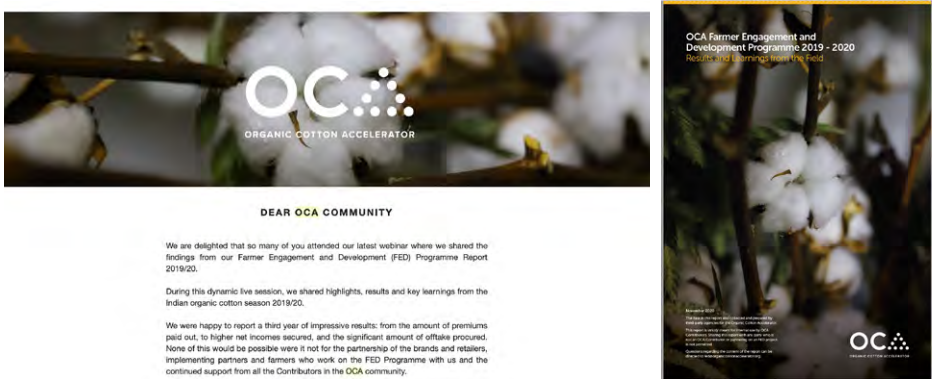 OCA
ORGANIC COTTON ACCELERATOR
DEAR OCA COMMUNITY
We are delighted that so many of you attended our latest webinar where we shared the
findings from our Farmer Engagement and Development (FED) Programme Report
2019/20.
During this dynamic live session, we shared highlights, results and key learnings from the
Indian organic cotton season 2019/20.
We were happy to report a third year of impressive results: from the amount of premiums
paid out, to higher net incomes secured, and the significant amount of offtake procured.
None of this would be possible were it not for the partnership of the brands and retailers,
implementing partners and farmers who work on the FED Programme with us and the
continued support from all the Contributors in the OCA community.
OCA Farmer Engagement and
Development Programme 2019 - 2020
Results and Learnings from the Field
OCA
ORGANIC COTTON ACCELERATOR